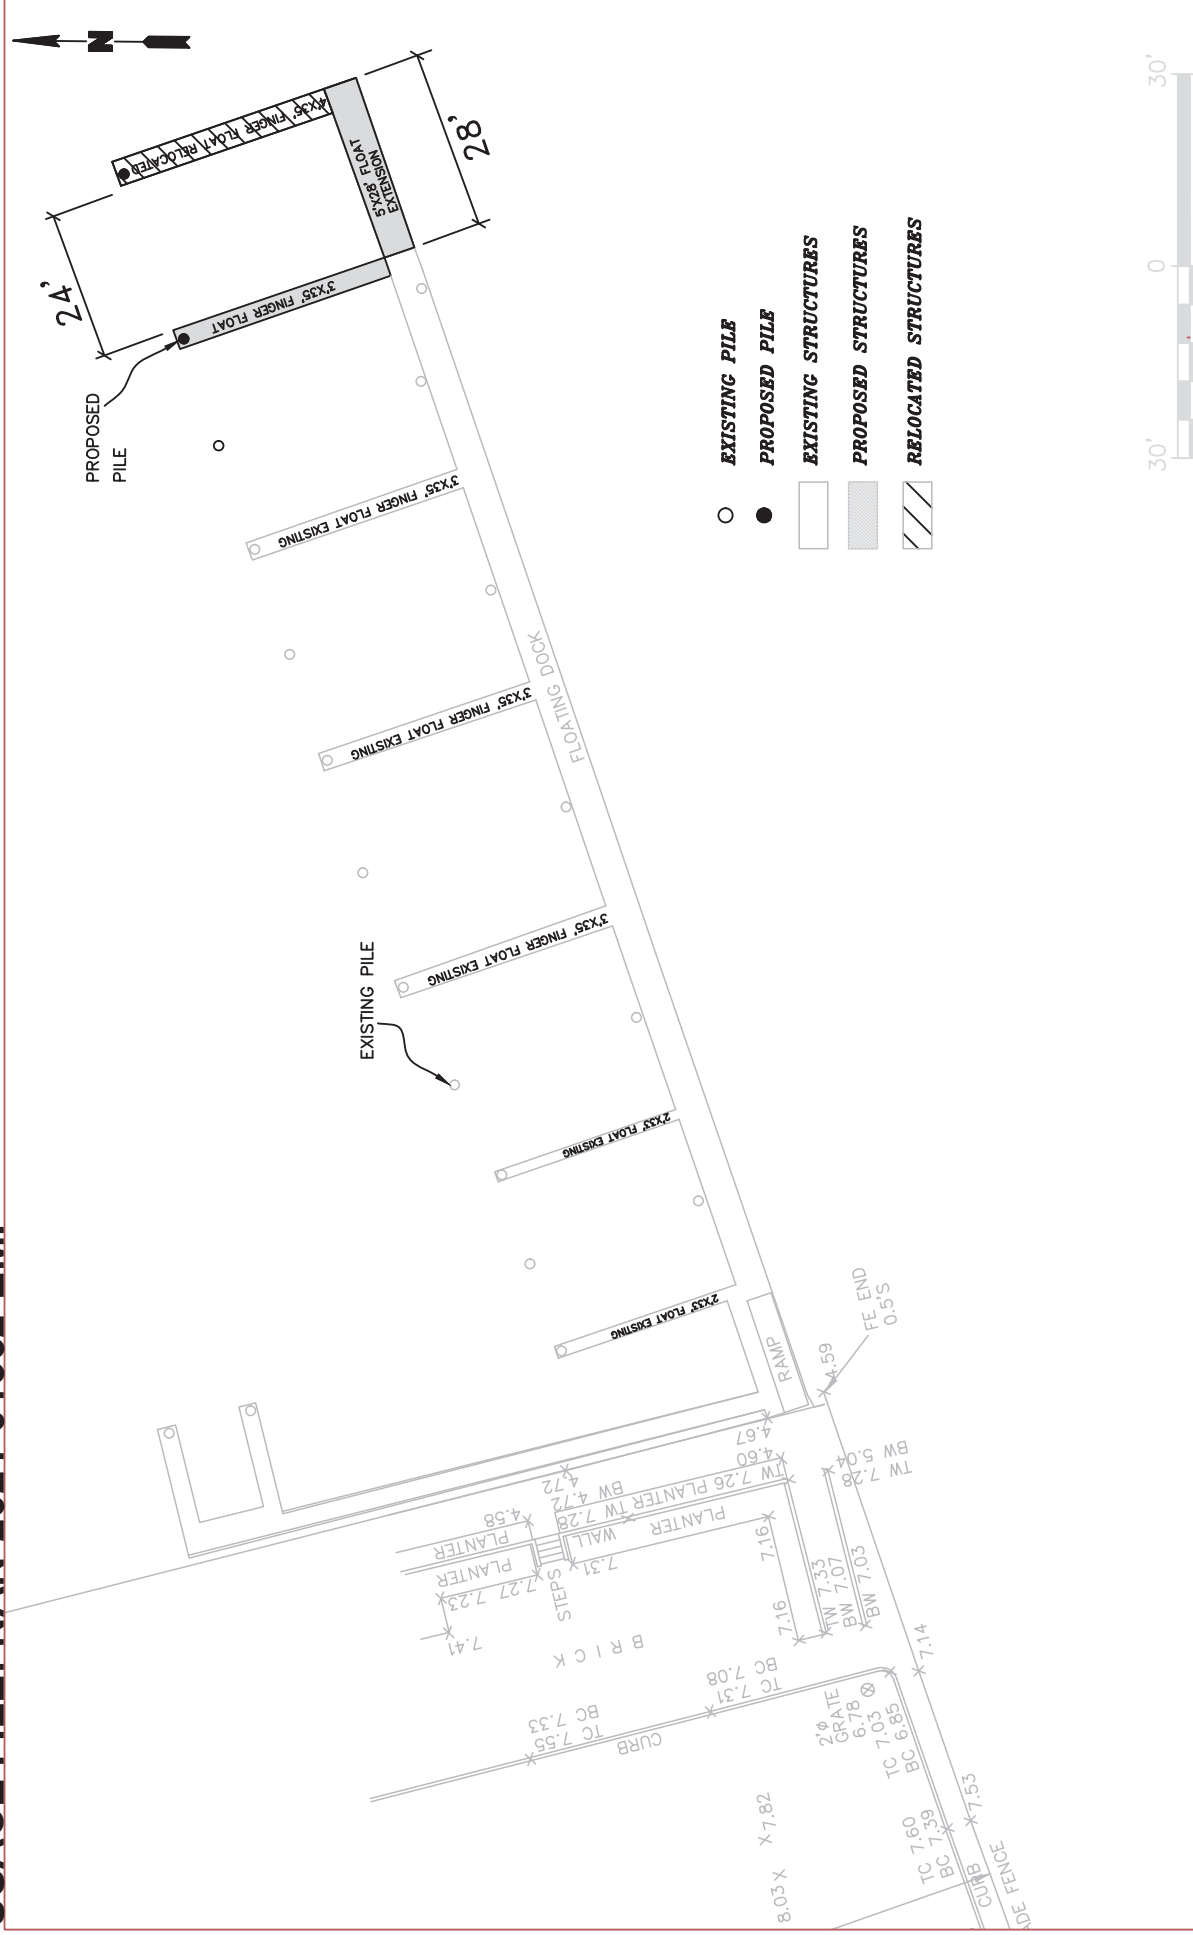 N
24'
28'
4'X35' FINGER FLOAT RELOCATED
5'X28' FLOAT
EXTENSION
3'X35' FINGER FLOAT
PROPOSED
PILE
3'X35' FINGER FLOAT EXISTING
3'X35' FINGER FLOAT EXISTING
3'X35' FINGER FLOAT EXISTING
FLOATING DOCK
EXISTING PILE
2'X33' FLOAT EXISTING
2'X33' FLOAT EXISTING
RAMP
EXISTING PILE
PROPOSED PILE
EXISTING STRUCTURES
PROPOSED STRUCTURES
RELOCATED STRUCTURES
30'
0
30'
FE END
0.5'S
4.59
4.67
4.60
TW 7.26
PLANTER
BW 4.72
TW 7.28
4.72
4.58
PLANTER
PLANTER
PLANTER
WALL
7.31
7.27
7.23
STEPS
7.41
BRICK
7.16
7.16
BW 5.04
TW 7.28
TW 7.33
BW 7.07
BW 7.03
BC 7.08
TC 7.31
BC 7.33
TC 7.55
CURB
2'ø
GRATE
6.78
TC 7.03
BC 6.85
7.14
X 7.82
8.03 X
TC 7.60
BC 7.39
X 7.53
CURB
ADE FENCE